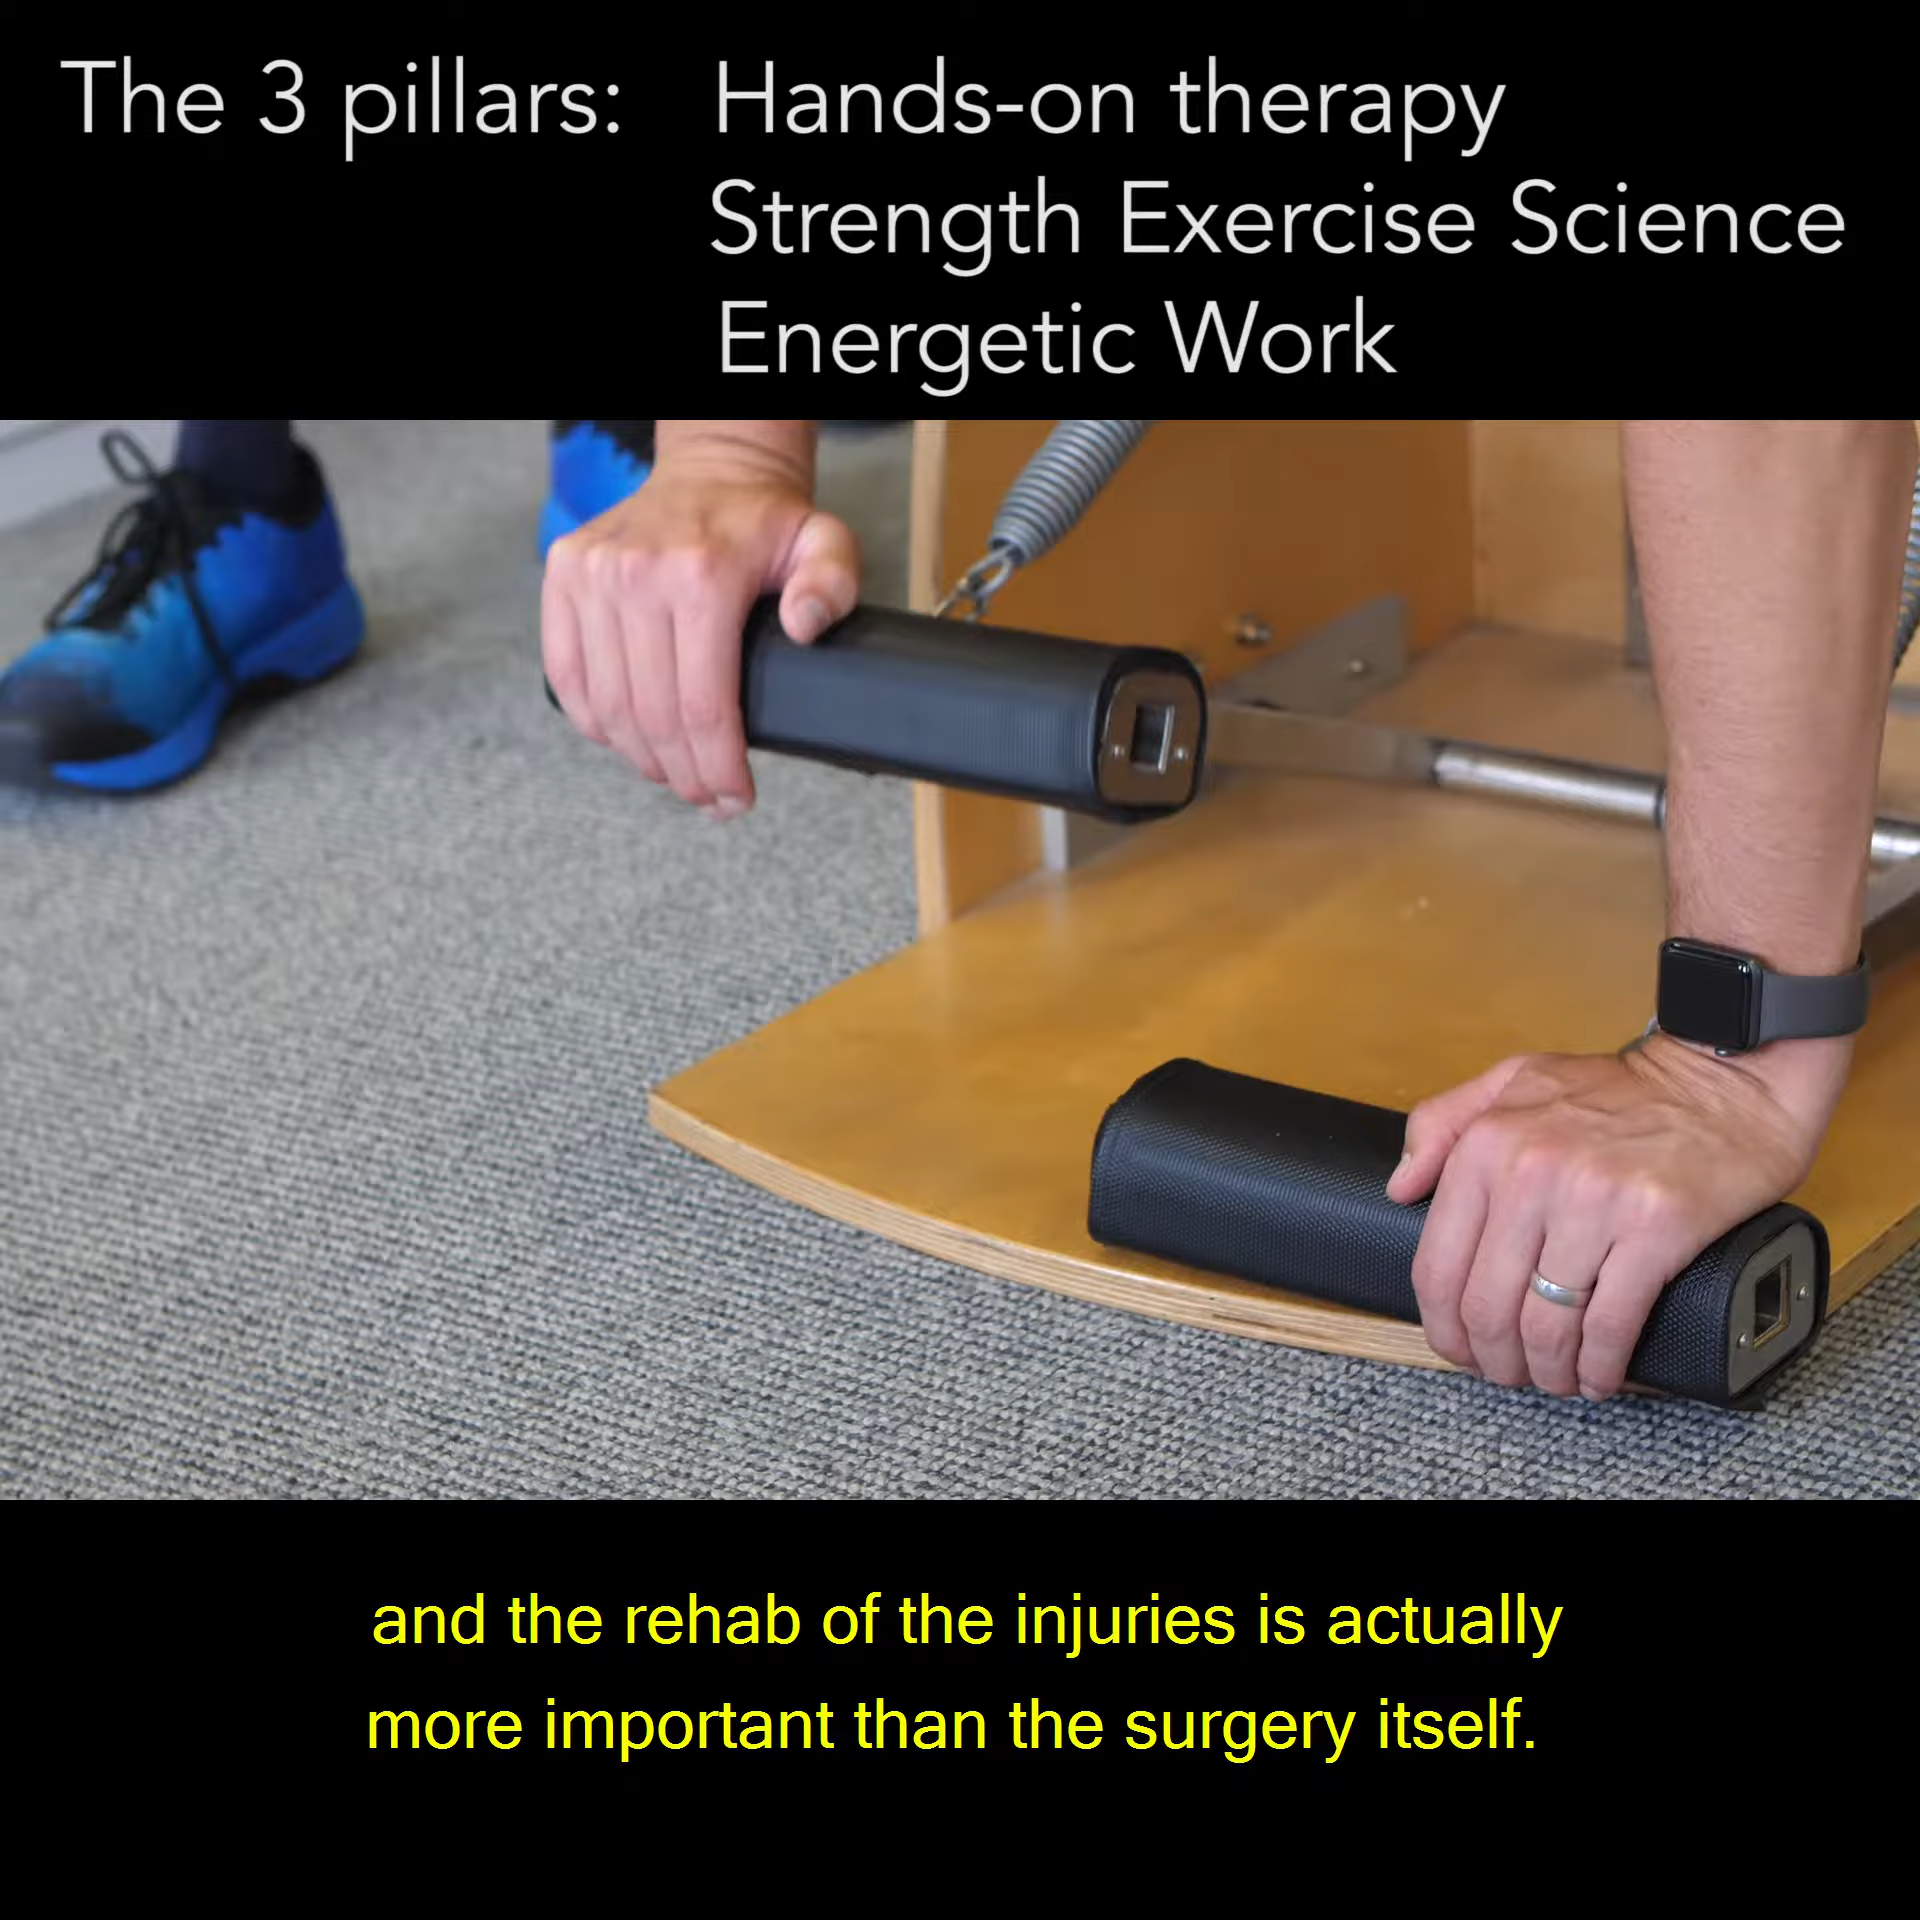 The 3 pillars: Hands-on therapy
Strength Exercise Science
Energetic Work
and the rehab of the injuries is actually
more important than the surgery itself.